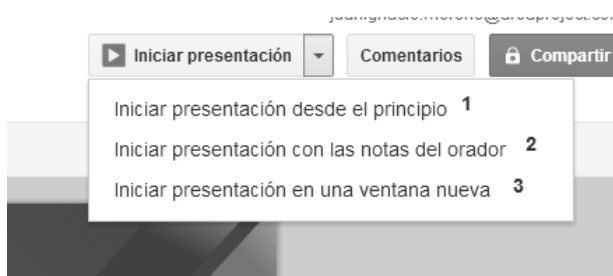 Iniciar presentación
Comentarios
Compartir
Iniciar presentación desde el principio 1
Iniciar presentación con las notas del orador 2
Iniciar presentación en una ventana nueva 3